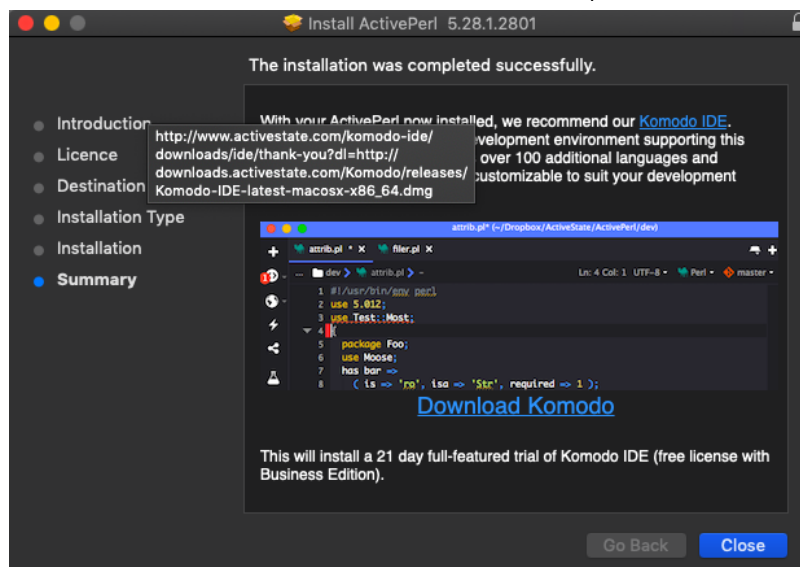 Install ActivePerl 5.28.1.2801
The installation was completed successfully.
Introduction
Licence
Destination
Installation Type
Installation
Summary
http://www.activestate.com/komodo-ide/
downloads/ide/thank-you?dl=http://
downloads.activestate.com/Komodo/releases/
Komodo-IDE-latest-macosx-x86_64.dmg
With your ActivePerl now installed, we recommend our Komodo IDE.
development environment supporting this
over 100 additional languages and
customizable to suit your development
attrib.pl* (~/Dropbox/ActiveState/ActivePerl/dev)
attrib.pl * X filer.pl X
... dev > attrib.pl > ~ Ln: 4 Col: 1 UTF-8 Perl master
1 #!/usr/bin/env perl
2 use 5.012;
3 use Test::Most;
4 {
5 package Foo;
6 use Moose;
7 has bar =>
8 ( is => 'ro', isa => 'Str', required => 1 );
Download Komodo
This will install a 21 day full-featured trial of Komodo IDE (free license with
Business Edition).
Go Back Close